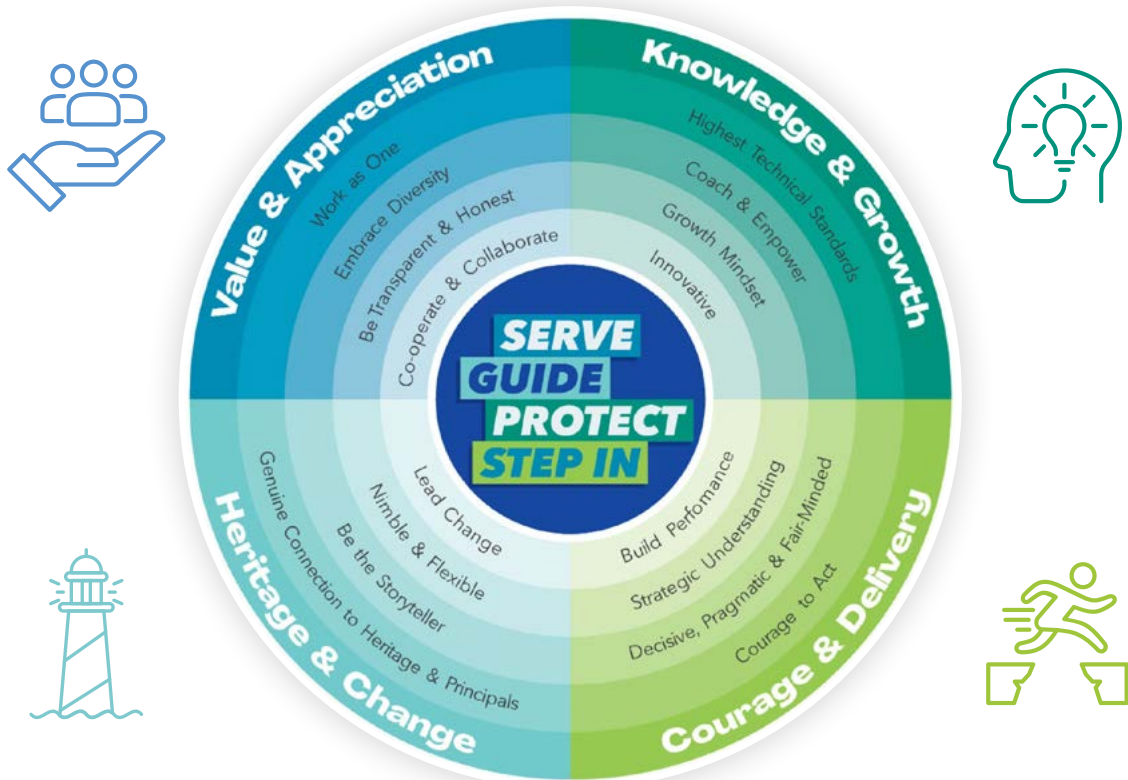 Value & Appreciation
Work as One
Embrace Diversity
Be Transparent & Honest
Co-operate & Collaborate
Knowledge & Growth
Highest Technical Standards
Coach & Empower
Growth Mindset
Innovative
SERVE
GUIDE
PROTECT
STEP IN
Heritage & Change
Genuine Connection to Heritage & Principals
Be the Storyteller
Nimble & Flexible
Lead Change
Courage & Delivery
Courage to Act
Decisive, Pragmatic & Fair-Minded
Strategic Understanding
Build Perfomance